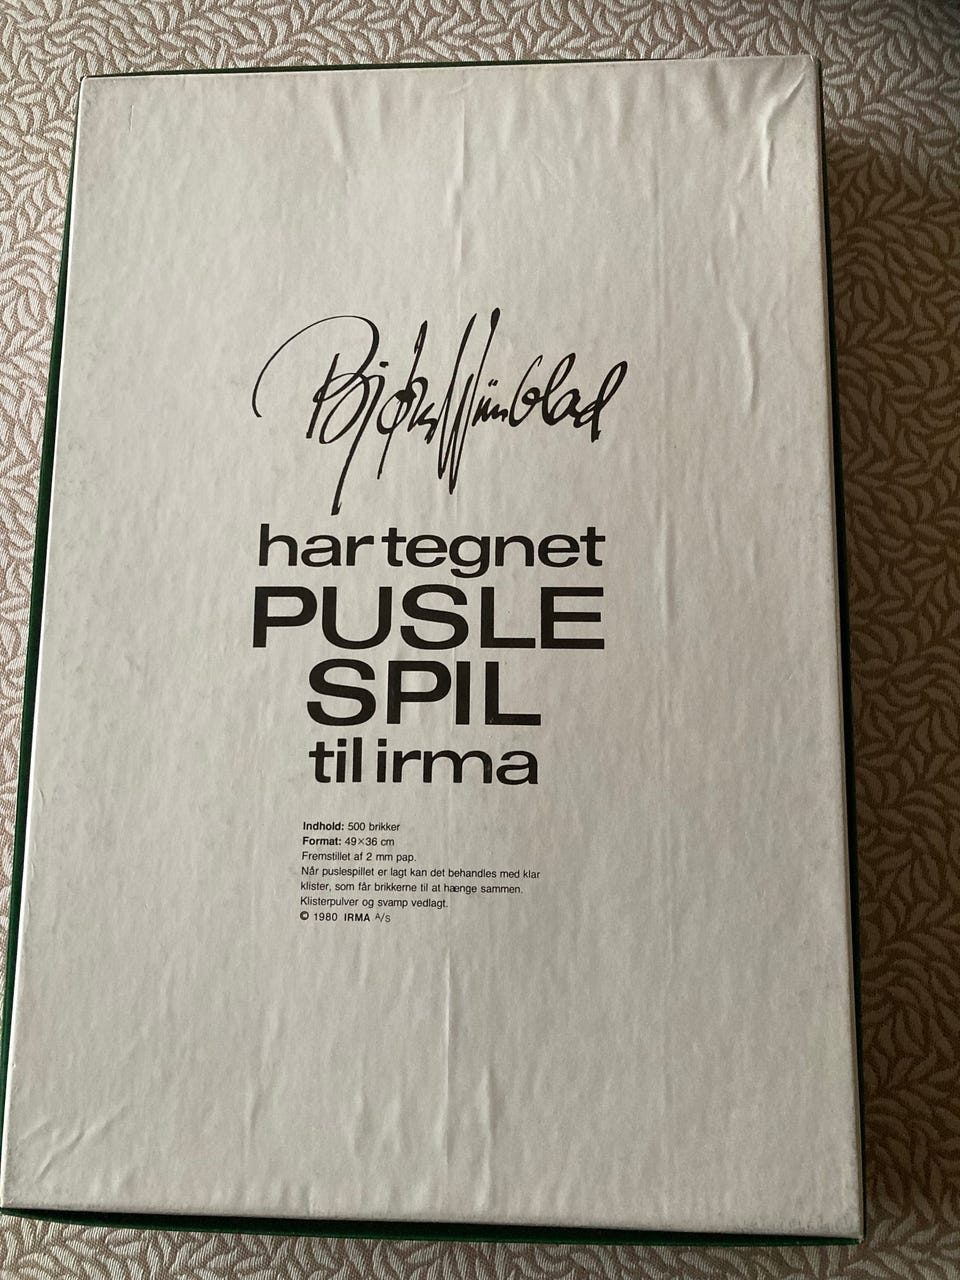 Bjørn Wiinblad
har tegnet
PUSLE
SPIL
til irma
Indhold: 500 brikker
Format: 49×36 cm
Fremstillet af 2 mm pap.
Når puslespillet er lagt kan det behandles med klar
klister, som får brikkerne til at hænge sammen.
Klisterpulver og svamp vedlagt.
© 1980 IRMA A/S